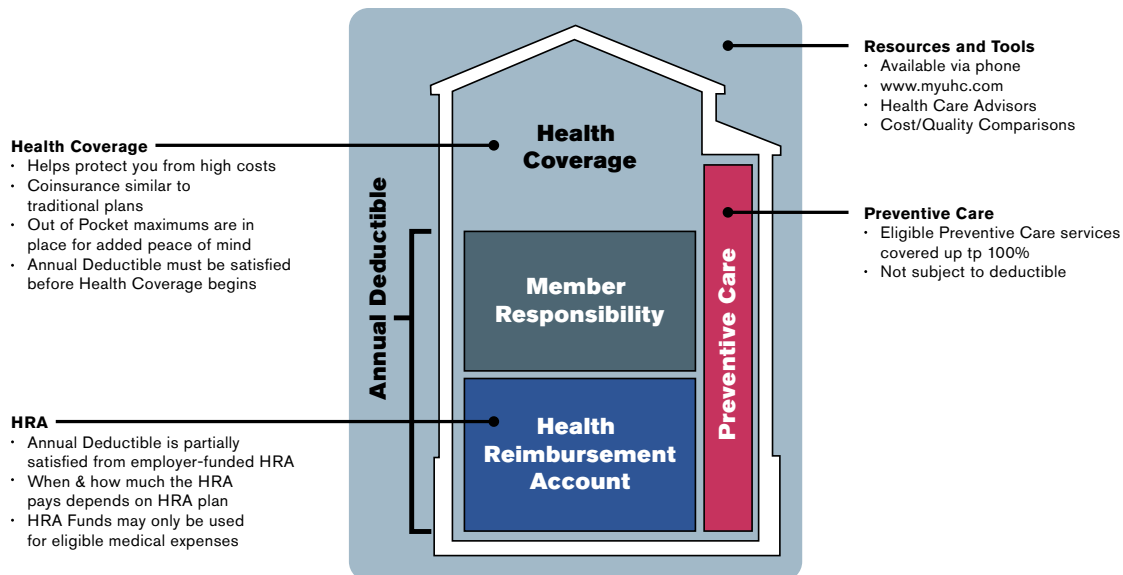 Resources and Tools
· Available via phone
· www.myuhc.com
· Health Care Advisors
· Cost/Quality Comparisons
Health Coverage
· Helps protect you from high costs
· Coinsurance similar to
traditional plans
· Out of Pocket maximums are in
place for added peace of mind
· Annual Deductible must be satisfied
before Health Coverage begins
Health
Coverage
Annual Deductible
Member
Responsibility
Preventive Care
Preventive Care
· Eligible Preventive Care services
covered up tp 100%
· Not subject to deductible
HRA
· Annual Deductible is partially
satisfied from employer-funded HRA
· When & how much the HRA
pays depends on HRA plan
· HRA Funds may only be used
for eligible medical expenses
Health
Reimbursement
Account